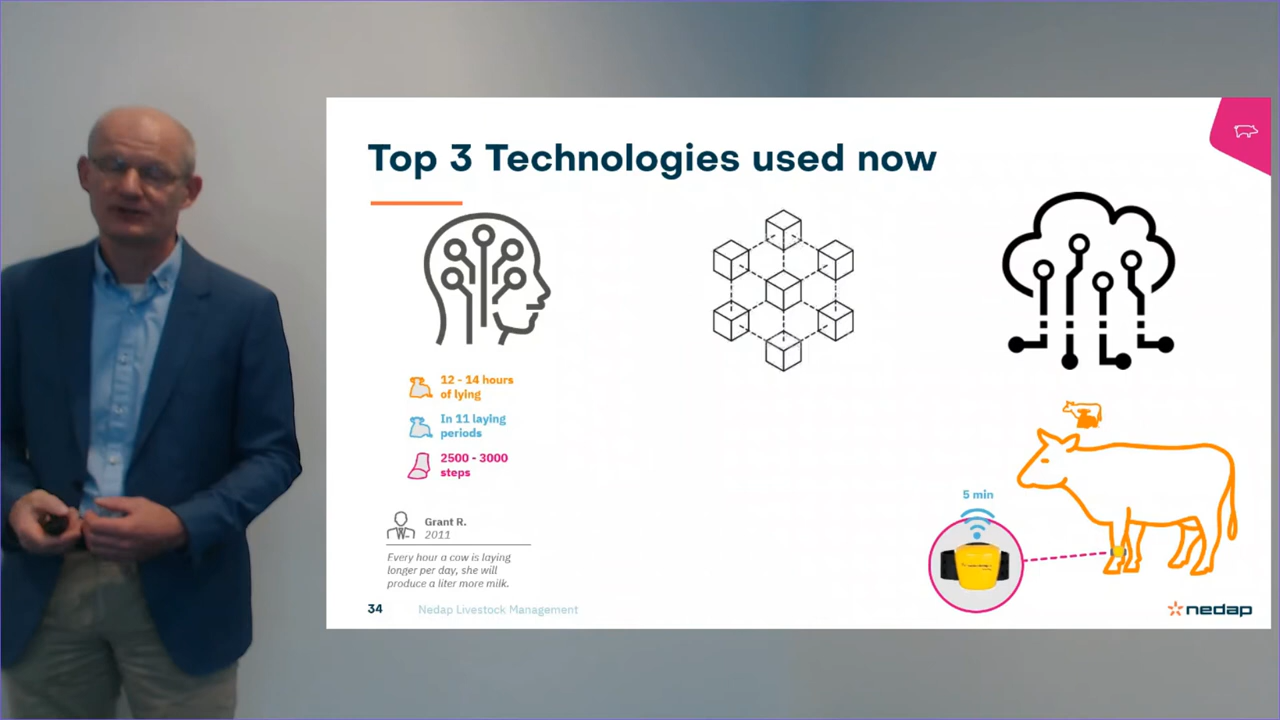 Top 3 Technologies used now
12 - 14 hours
of lying
In 11 laying
periods
2500 - 3000
steps
Grant R.
2011
Every hour a cow is laying
longer per day, she will
produce a liter more milk.
5 min
34
Nedap Livestock Management
nedap